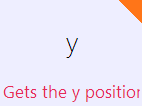 y
Gets the y position